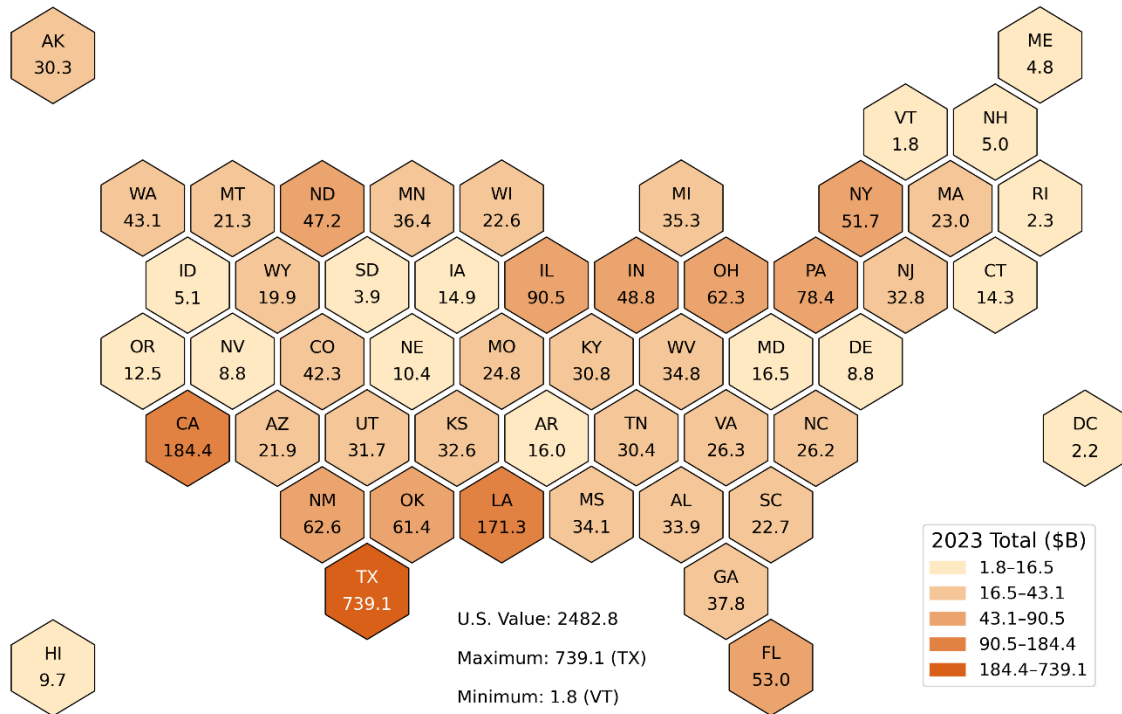 AK
30.3
ME
4.8
VT
1.8
NH
5.0
WA
43.1
MT
21.3
ND
47.2
MN
36.4
WI
22.6
MI
35.3
NY
51.7
MA
23.0
RI
2.3
ID
5.1
WY
19.9
SD
3.9
IA
14.9
IL
90.5
IN
48.8
OH
62.3
PA
78.4
NJ
32.8
CT
14.3
OR
12.5
NV
8.8
CO
42.3
NE
10.4
MO
24.8
KY
30.8
WV
34.8
MD
16.5
DE
8.8
CA
184.4
AZ
21.9
UT
31.7
KS
32.6
AR
16.0
TN
30.4
VA
26.3
NC
26.2
DC
2.2
NM
62.6
OK
61.4
LA
171.3
MS
34.1
AL
33.9
SC
22.7
TX
739.1
GA
37.8
HI
9.7
FL
53.0
U.S. Value: 2482.8
Maximum: 739.1 (TX)
Minimum: 1.8 (VT)
2023 Total ($B)
1.8–16.5
16.5–43.1
43.1–90.5
90.5–184.4
184.4–739.1